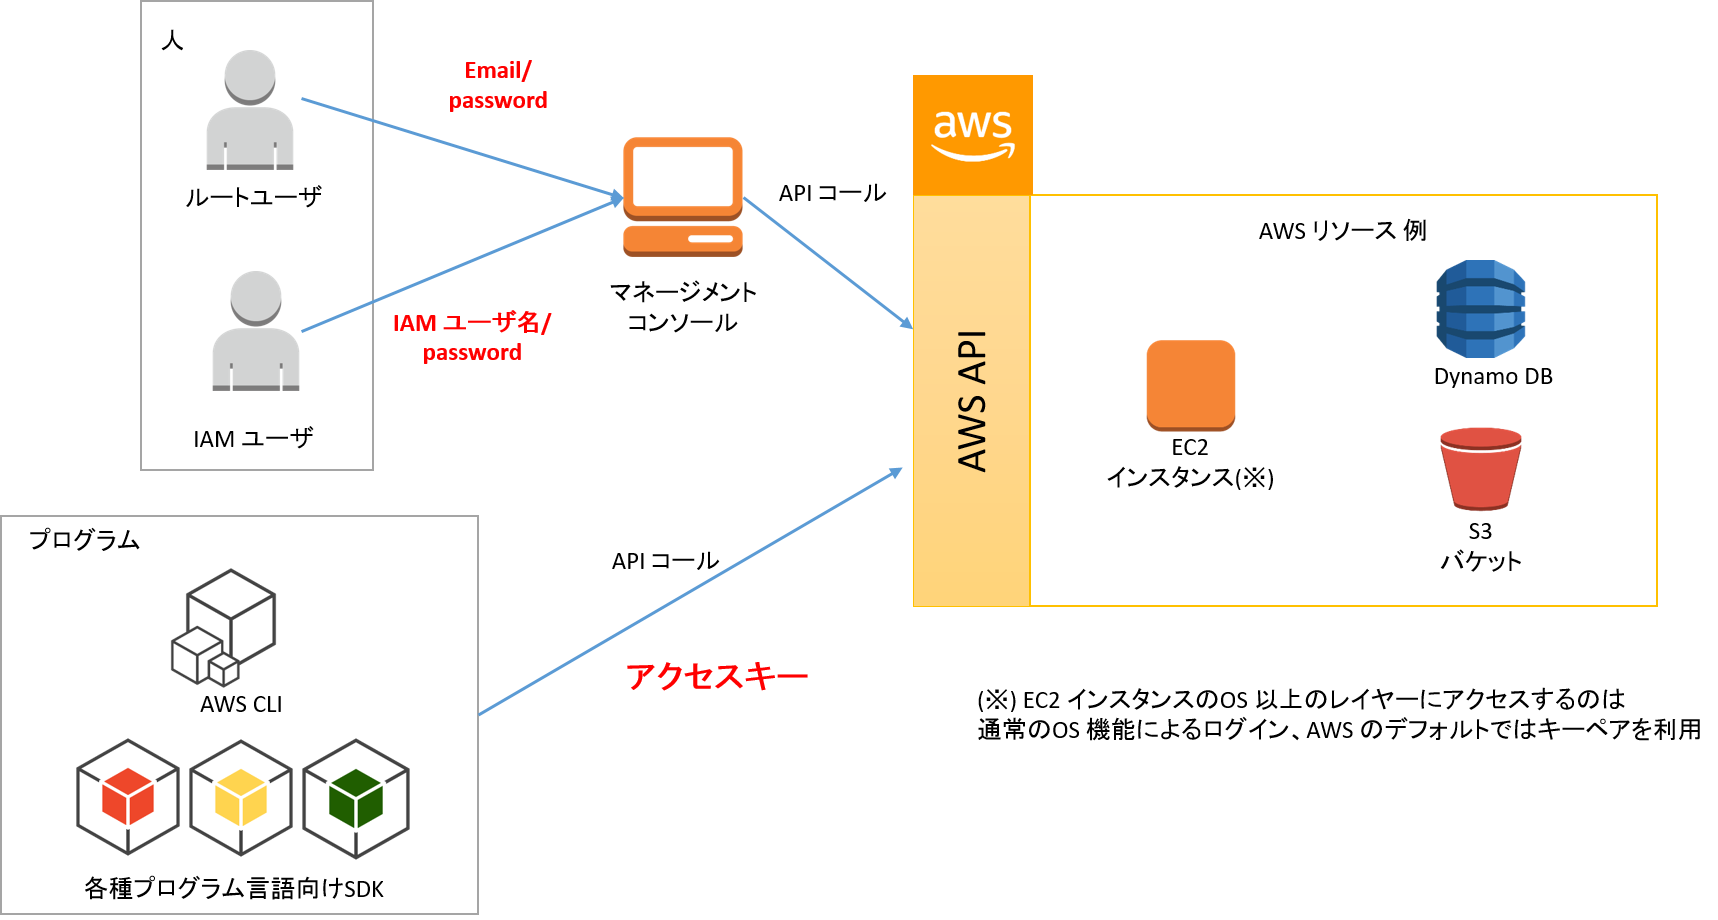 人
ルートユーザ
IAM ユーザ
Email/
password
IAM ユーザ名/
password
マネージメント
コンソール
API コール
aws
AWS API
AWS リソース 例
Dynamo DB
EC2
インスタンス(※)
S3
バケット
プログラム
AWS CLI
各種プログラム言語向けSDK
API コール
アクセスキー
(※) EC2 インスタンスのOS 以上のレイヤーにアクセスするのは
通常のOS 機能によるログイン、AWS のデフォルトではキーペアを利用